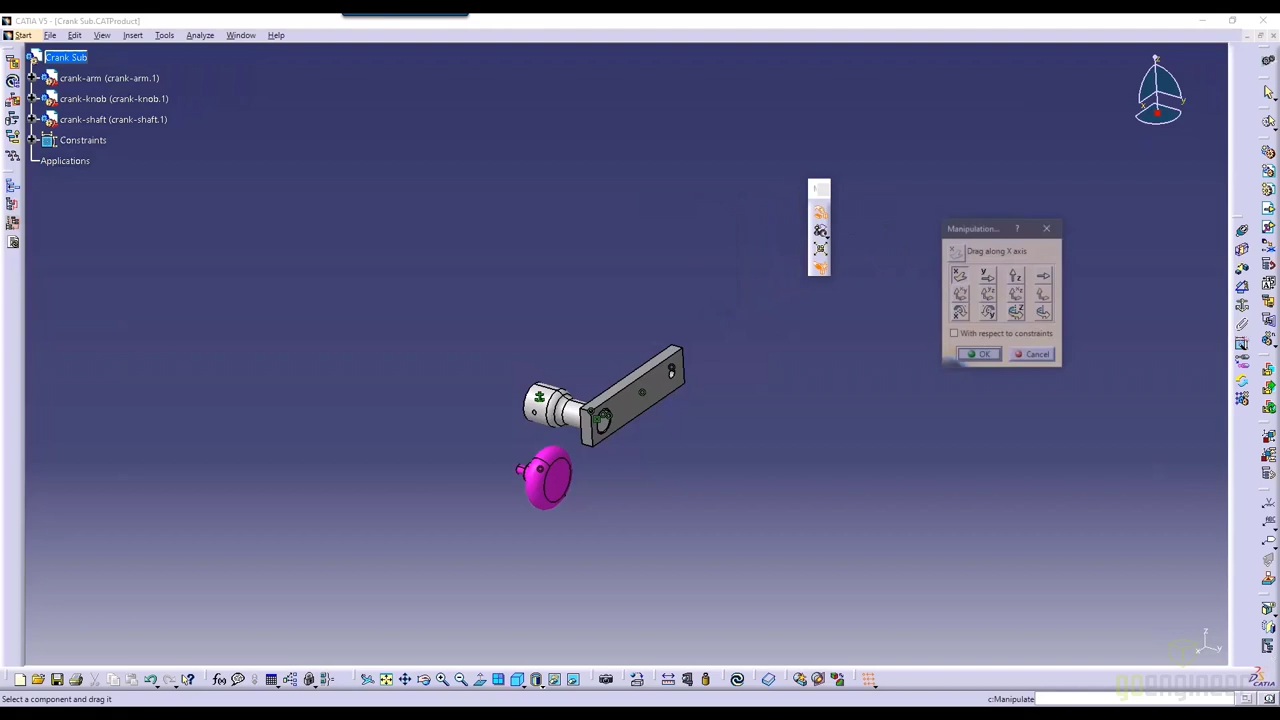 CATIA V5 - [Crank Sub.CATProduct]
Start File Edit View Insert Tools Analyze Window Help
Crank Sub
crank-arm (crank-arm.1)
crank-knob (crank-knob.1)
crank-shaft (crank-shaft.1)
Constraints
Applications
z
x y
Manipulation... ?
Drag along X axis
With respect to constraints
OK Cancel
z
x y
goengineer
CATIA
Select a component and drag it
c:Manipulate